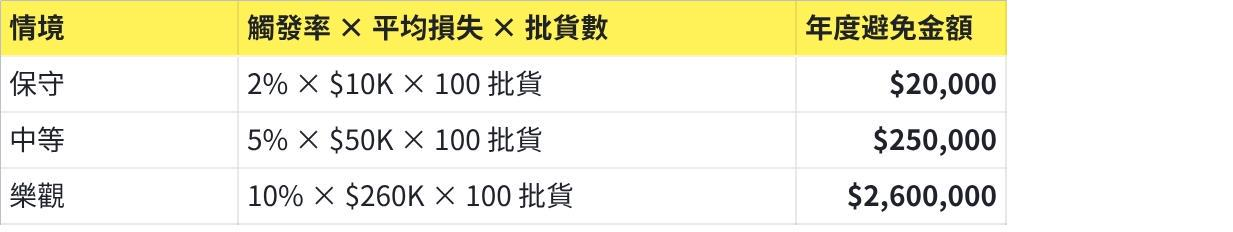 情境 觸發率 × 平均損失 × 批貨數 年度避免金額
保守 2% × $10K × 100 批貨 $20,000
中等 5% × $50K × 100 批貨 $250,000
樂觀 10% × $260K × 100 批貨 $2,600,000